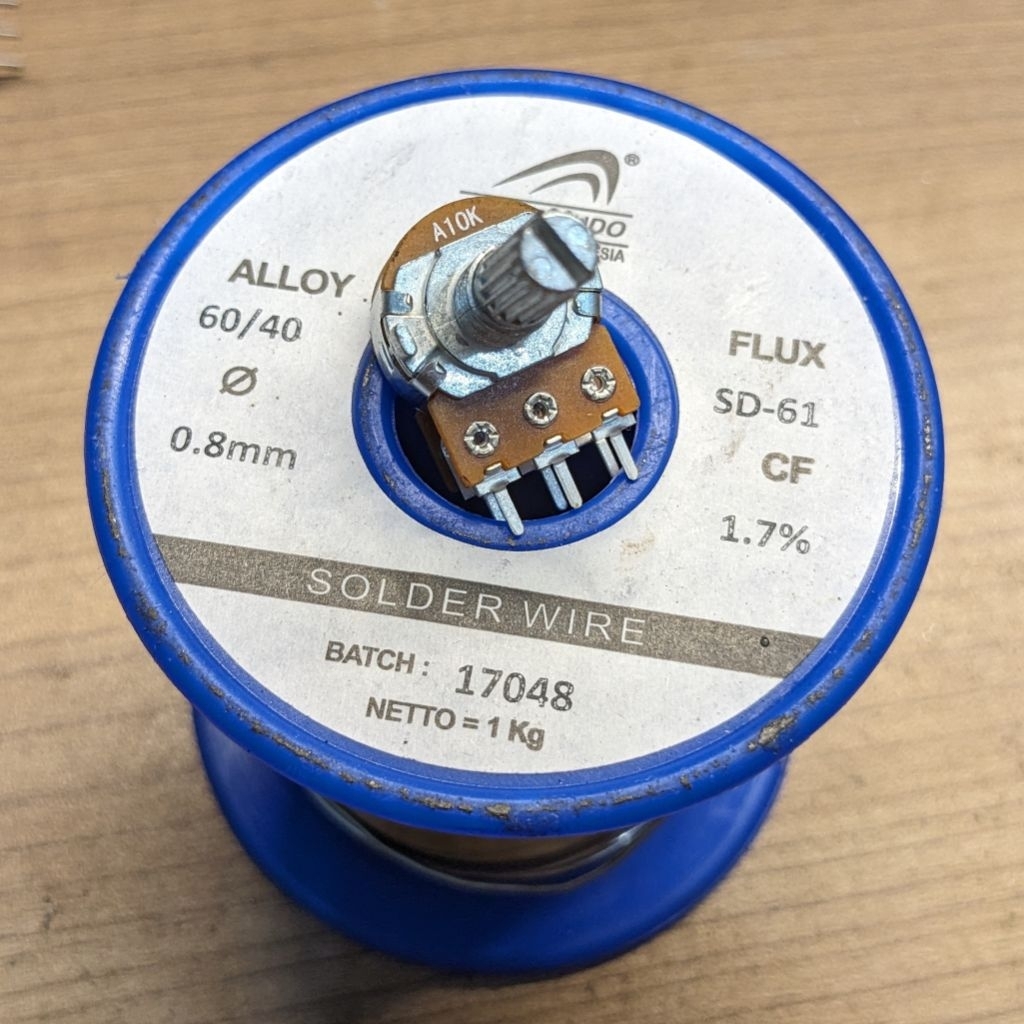 ®
A10K
ALLOY
60/40
Ø
0.8mm
FLUX
SD-61
CF
1.7%
SOLDER WIRE
BATCH : 17048
NETTO = 1 Kg